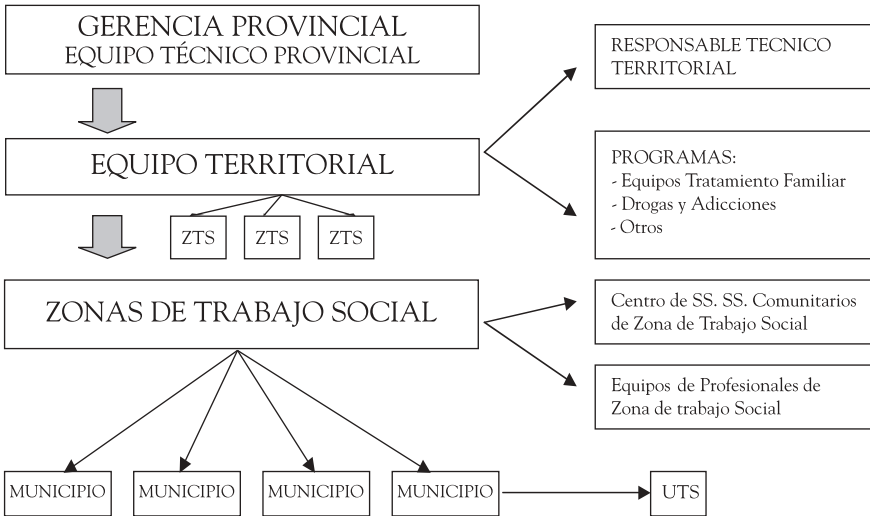 GERENCIA PROVINCIAL
EQUIPO TÉCNICO PROVINCIAL
RESPONSABLE TECNICO
TERRITORIAL
EQUIPO TERRITORIAL
PROGRAMAS:
- Equipos Tratamiento Familiar
- Drogas y Adicciones
- Otros
ZTS
ZTS
ZTS
ZONAS DE TRABAJO SOCIAL
Centro de SS. SS. Comunitarios
de Zona de Trabajo Social
Equipos de Profesionales de
Zona de trabajo Social
MUNICIPIO
MUNICIPIO
MUNICIPIO
MUNICIPIO
UTS